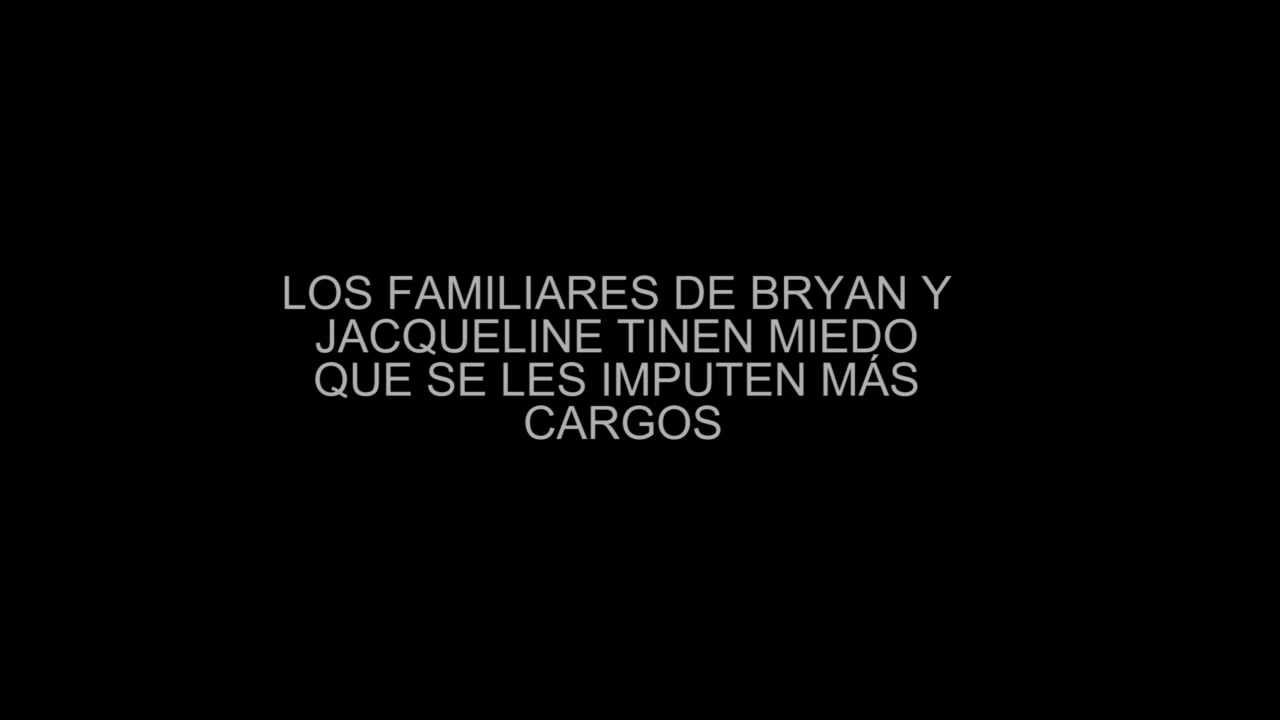 LOS FAMILIARES DE BRYAN Y
JACQUELINE TINEN MIEDO
QUE SE LES IMPUTEN MÁS
CARGOS